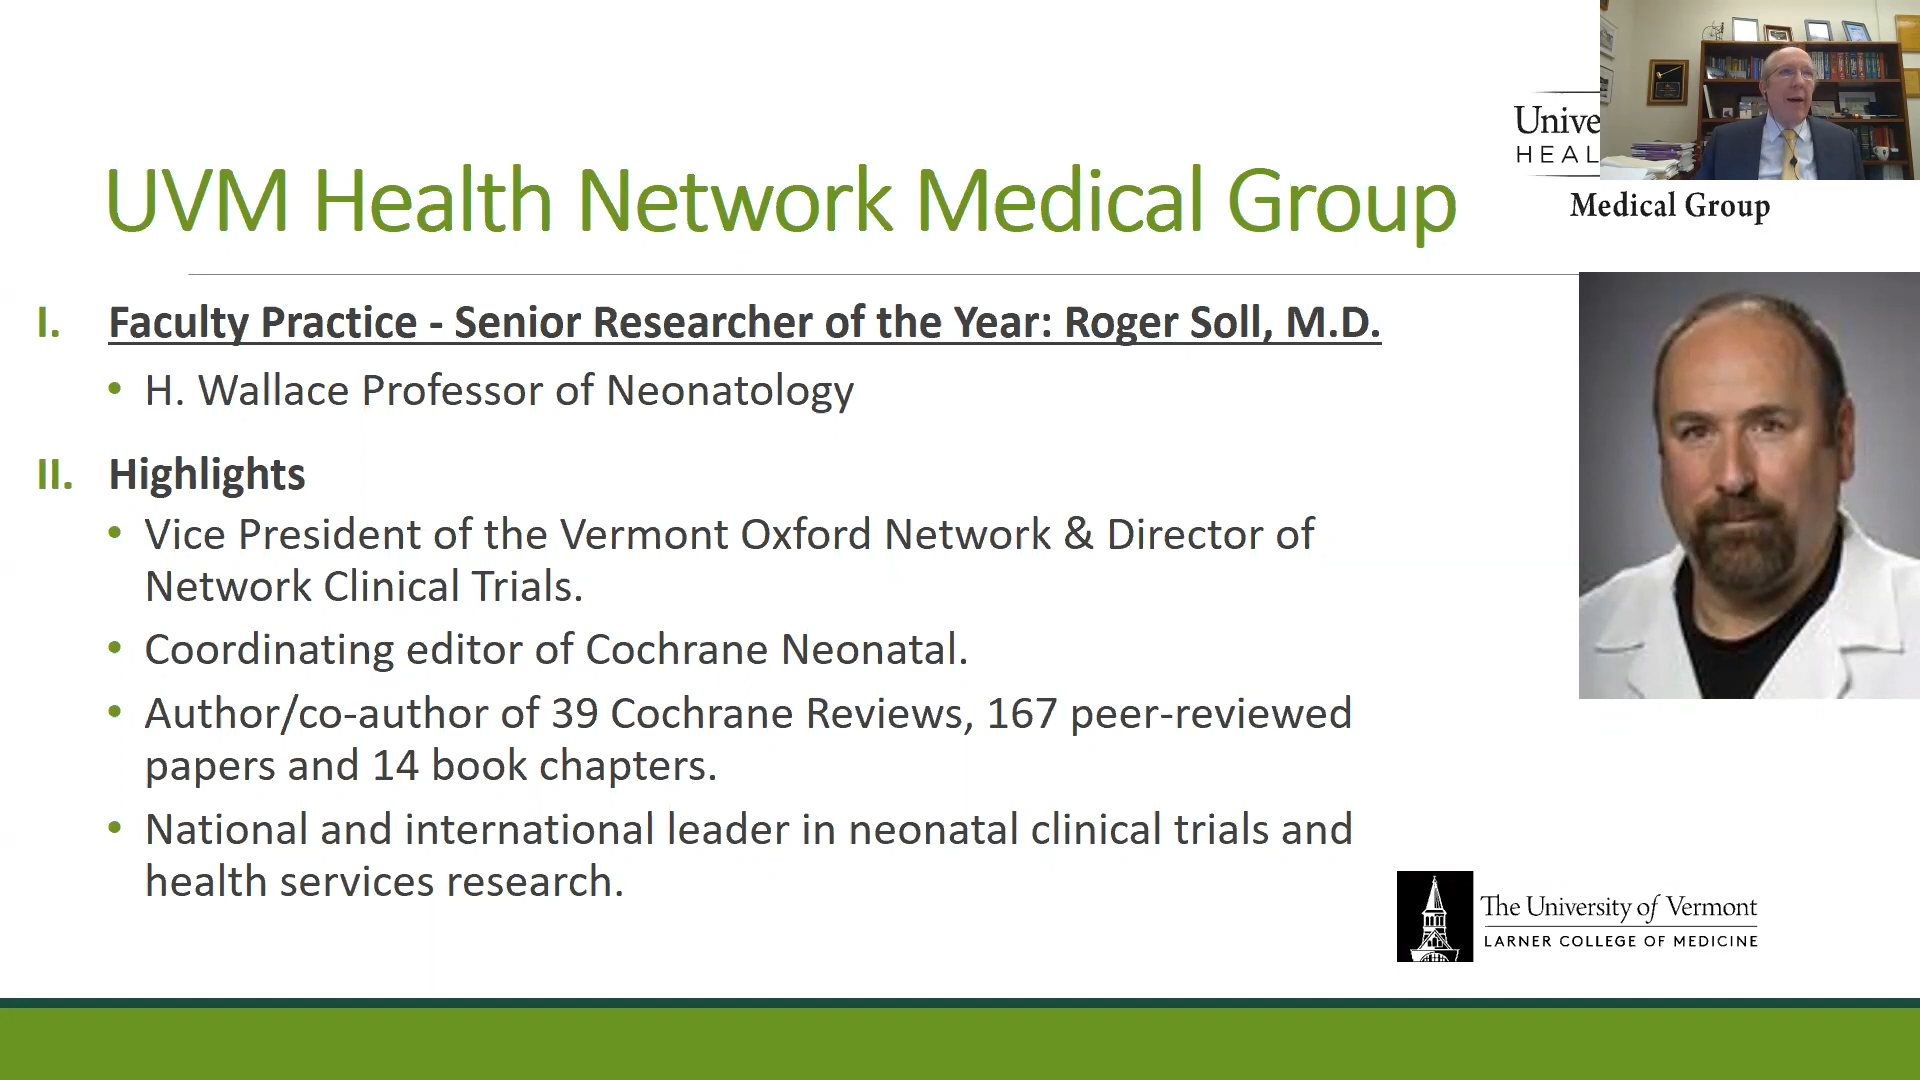 Unive
HEAL
Medical Group
UVM Health Network Medical Group
I. Faculty Practice - Senior Researcher of the Year: Roger Soll, M.D.
• H. Wallace Professor of Neonatology
II. Highlights
• Vice President of the Vermont Oxford Network & Director of
Network Clinical Trials.
• Coordinating editor of Cochrane Neonatal.
• Author/co-author of 39 Cochrane Reviews, 167 peer-reviewed
papers and 14 book chapters.
• National and international leader in neonatal clinical trials and
health services research.
The University of Vermont
LARNER COLLEGE OF MEDICINE